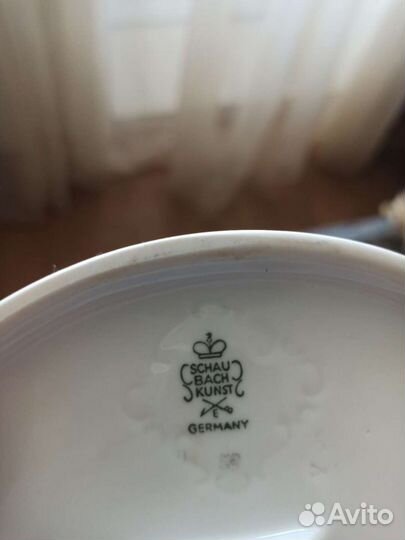 SCHAU
BACH
KUNST
E
GERMANY
Avito